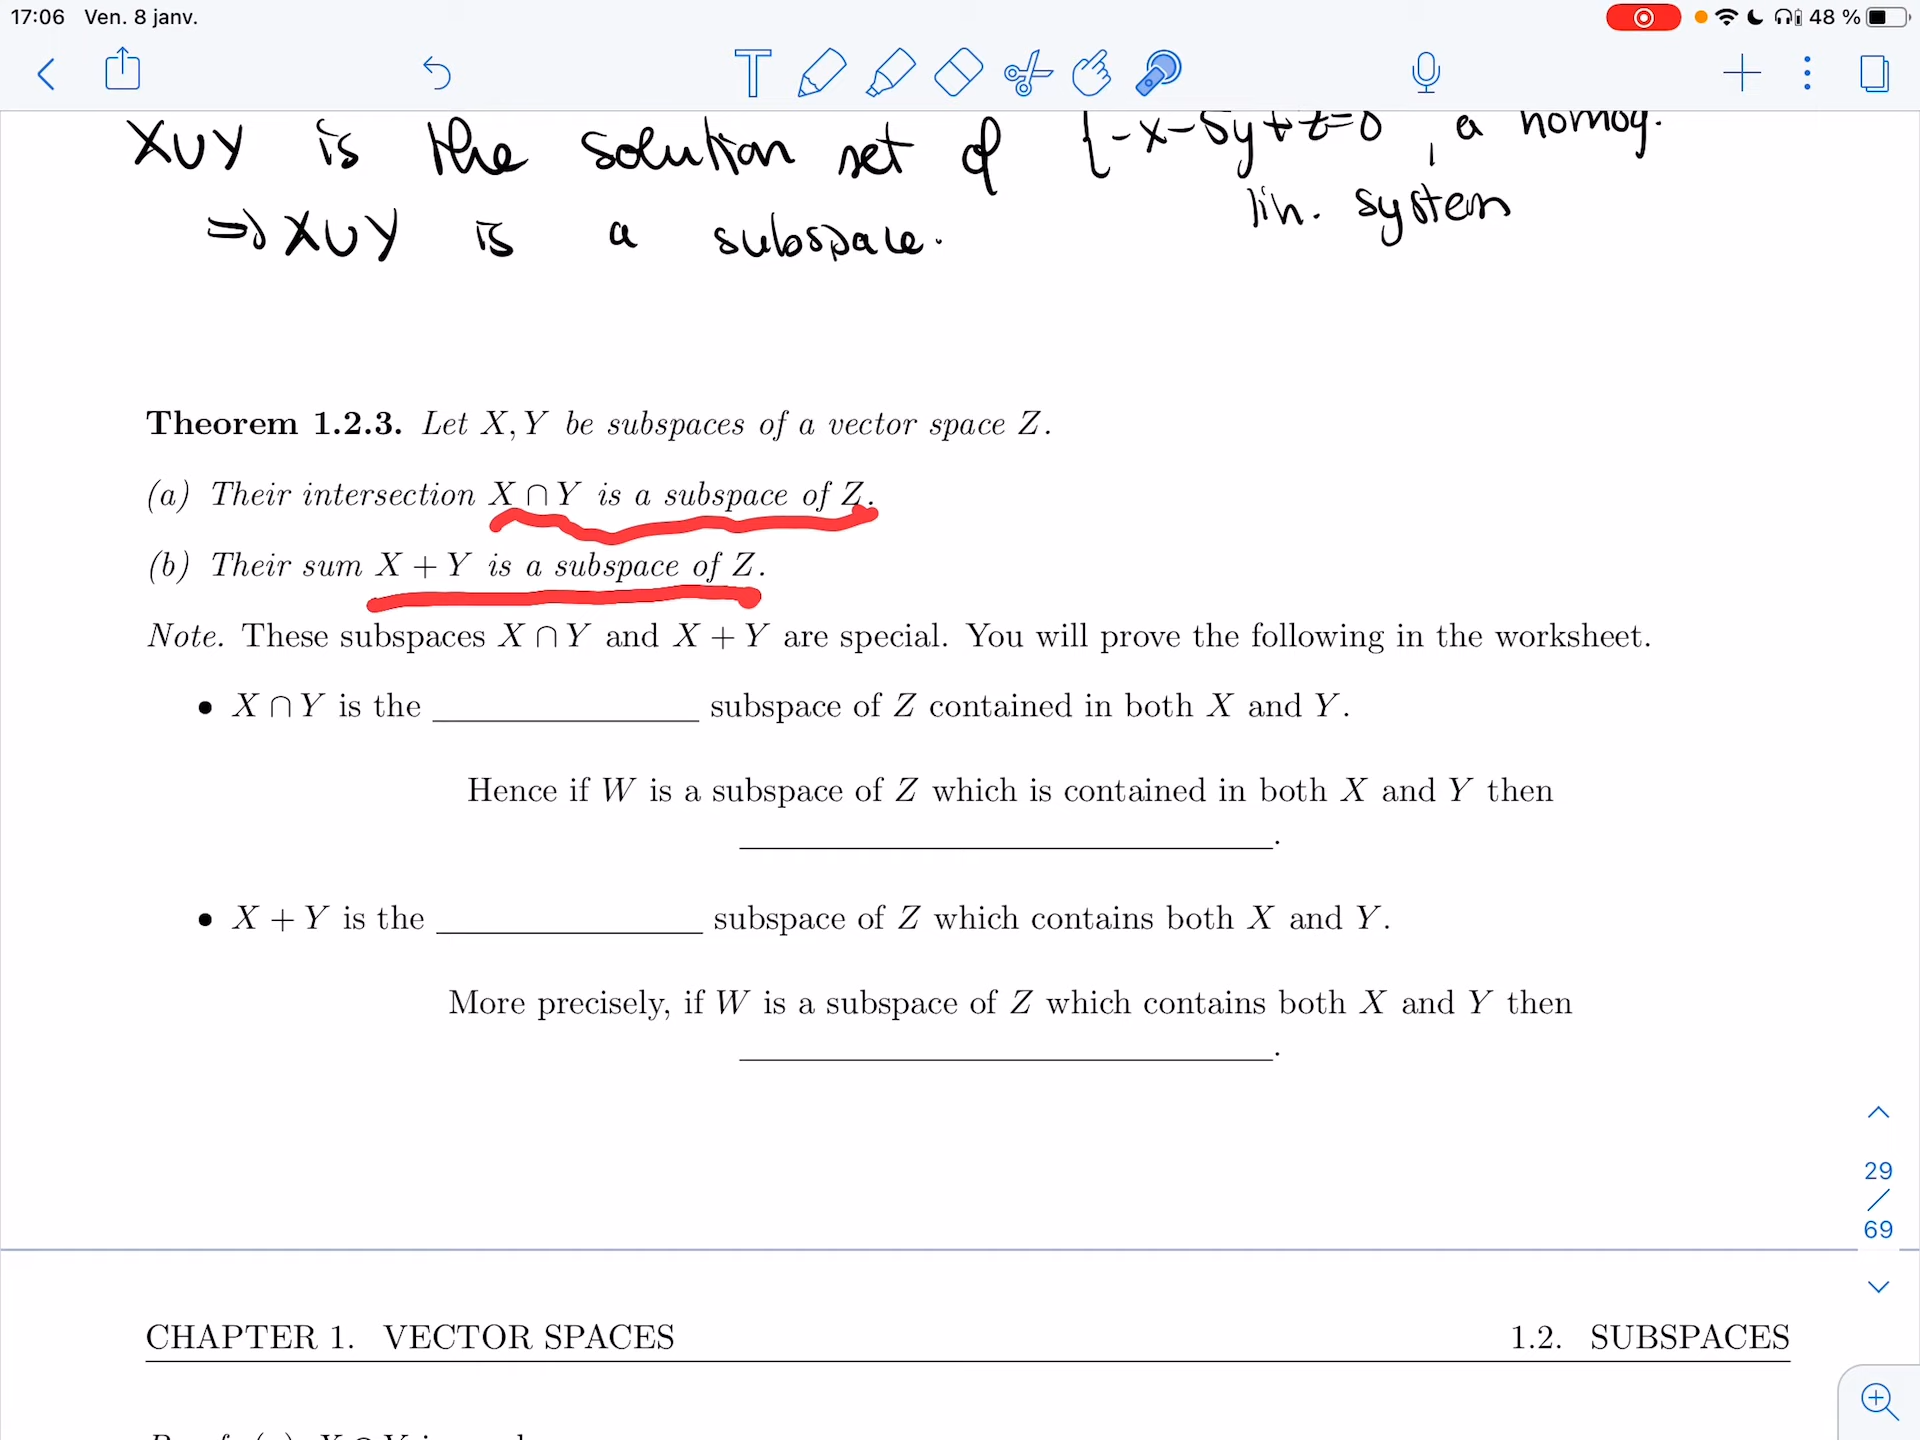 17:06 Ven. 8 janv. 48 %
X∪Y is the solution set of {-x-5y+z=0, a homog.
lin. system
⇒ X∪Y is a subspace.
Theorem 1.2.3. Let X, Y be subspaces of a vector space Z.
(a) Their intersection X ∩ Y is a subspace of Z.
(b) Their sum X + Y is a subspace of Z.
Note. These subspaces X ∩ Y and X + Y are special. You will prove the following in the worksheet.
• X ∩ Y is the ______________ subspace of Z contained in both X and Y.
Hence if W is a subspace of Z which is contained in both X and Y then
____________________________.
• X + Y is the ______________ subspace of Z which contains both X and Y.
More precisely, if W is a subspace of Z which contains both X and Y then
____________________________.
29
/
69
CHAPTER 1. VECTOR SPACES 1.2. SUBSPACES